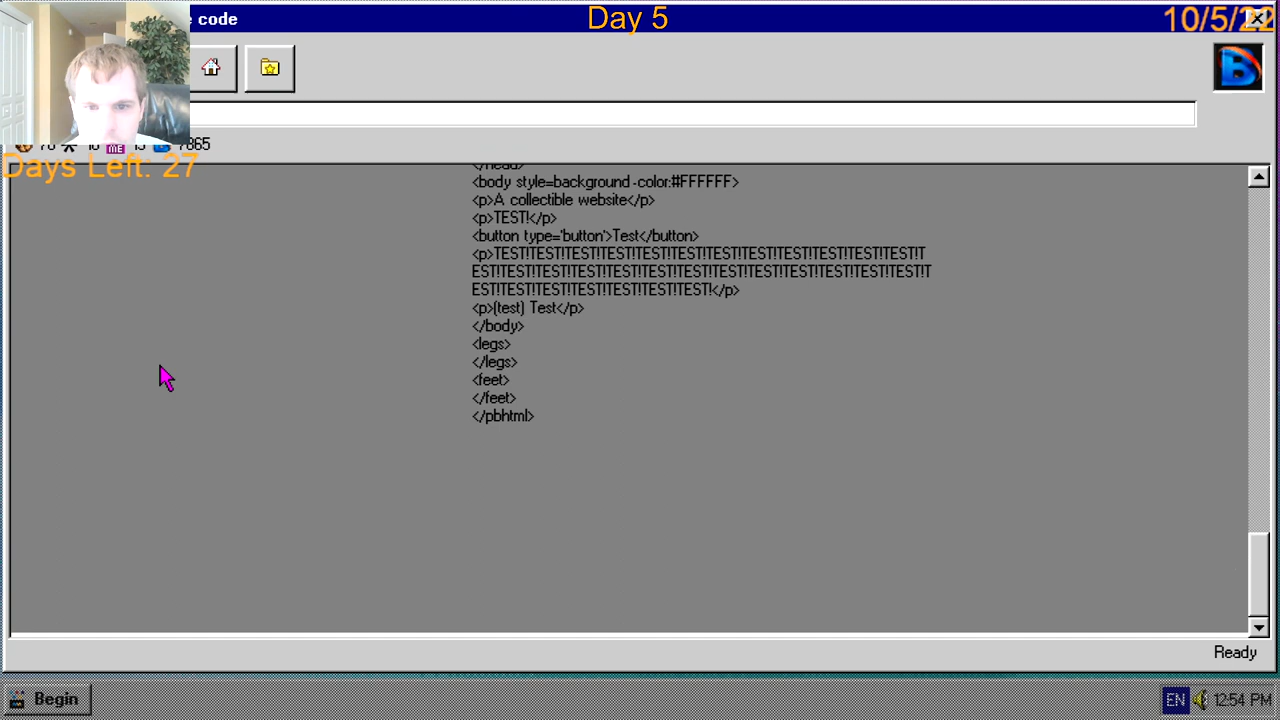 code
Day 5
10/5/22
ME
7865
Days Left: 27
<body style=background-color:#FFFFFF>
<p>A collectible website</p>
<p>TEST!</p>
<button type='button'>Test</button>
<p>TEST!TEST!TEST!TEST!TEST!TEST!TEST!TEST!TEST!TEST!TEST!TEST!T
EST!TEST!TEST!TEST!TEST!TEST!TEST!TEST!TEST!TEST!TEST!TEST!TEST!T
EST!TEST!TEST!TEST!TEST!TEST!TEST!</p>
<p>(test) Test</p>
</body>
<legs>
</legs>
<feet>
</feet>
</pbhtml>
Ready
Begin
EN
12:54 PM